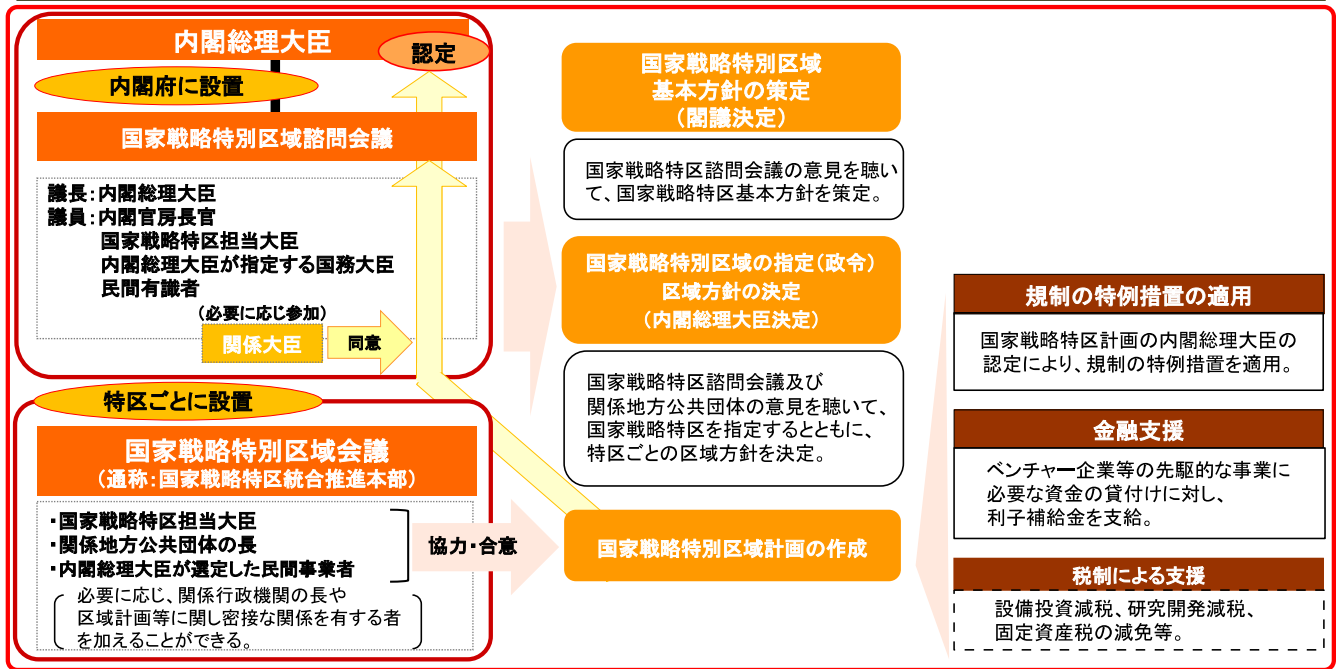 内閣総理大臣
認定
内閣府に設置
国家戦略特別区域諮問会議
議長：内閣総理大臣
議員：内閣官房長官
国家戦略特区担当大臣
内閣総理大臣が指定する国務大臣
民間有識者
（必要に応じ参加）
関係大臣
同意
特区ごとに設置
国家戦略特別区域会議
（通称：国家戦略特区統合推進本部）
・国家戦略特区担当大臣
・関係地方公共団体の長
・内閣総理大臣が選定した民間事業者
必要に応じ、関係行政機関の長や
区域計画等に関し密接な関係を有する者
を加えることができる。
協力・合意
国家戦略特別区域
基本方針の策定
（閣議決定）
国家戦略特区諮問会議の意見を聴い
て、国家戦略特区基本方針を策定。
国家戦略特別区域の指定（政令）
区域方針の決定
（内閣総理大臣決定）
国家戦略特区諮問会議及び
関係地方公共団体の意見を聴いて、
国家戦略特区を指定するとともに、
特区ごとの区域方針を決定。
国家戦略特別区域計画の作成
規制の特例措置の適用
国家戦略特区計画の内閣総理大臣の
認定により、規制の特例措置を適用。
金融支援
ベンチャー企業等の先駆的な事業に
必要な資金の貸付けに対し、
利子補給金を支給。
税制による支援
設備投資減税、研究開発減税、
固定資産税の減免等。